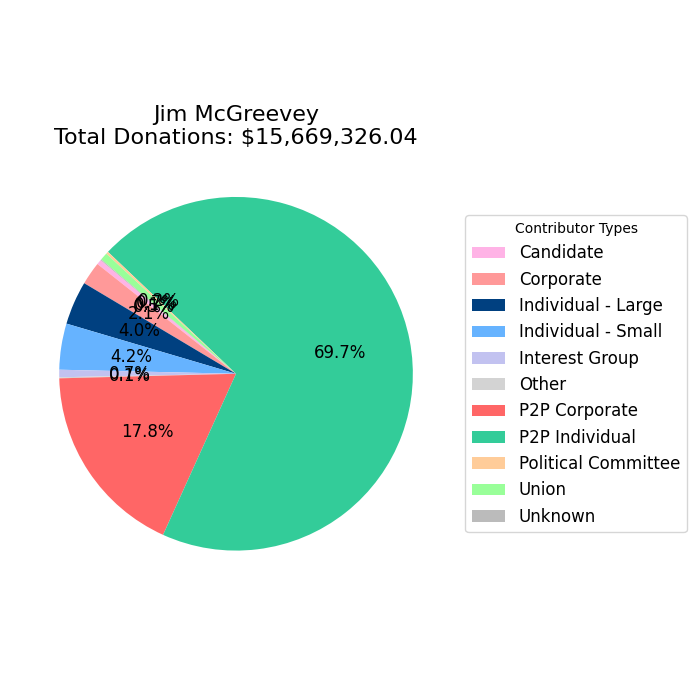 Jim McGreevey
Total Donations: $15,669,326.04
69.7%
2.1%
4.0%
4.2%
0.7%
0.1%
17.8%
Contributor Types
Candidate
Corporate
Individual - Large
Individual - Small
Interest Group
Other
P2P Corporate
P2P Individual
Political Committee
Union
Unknown